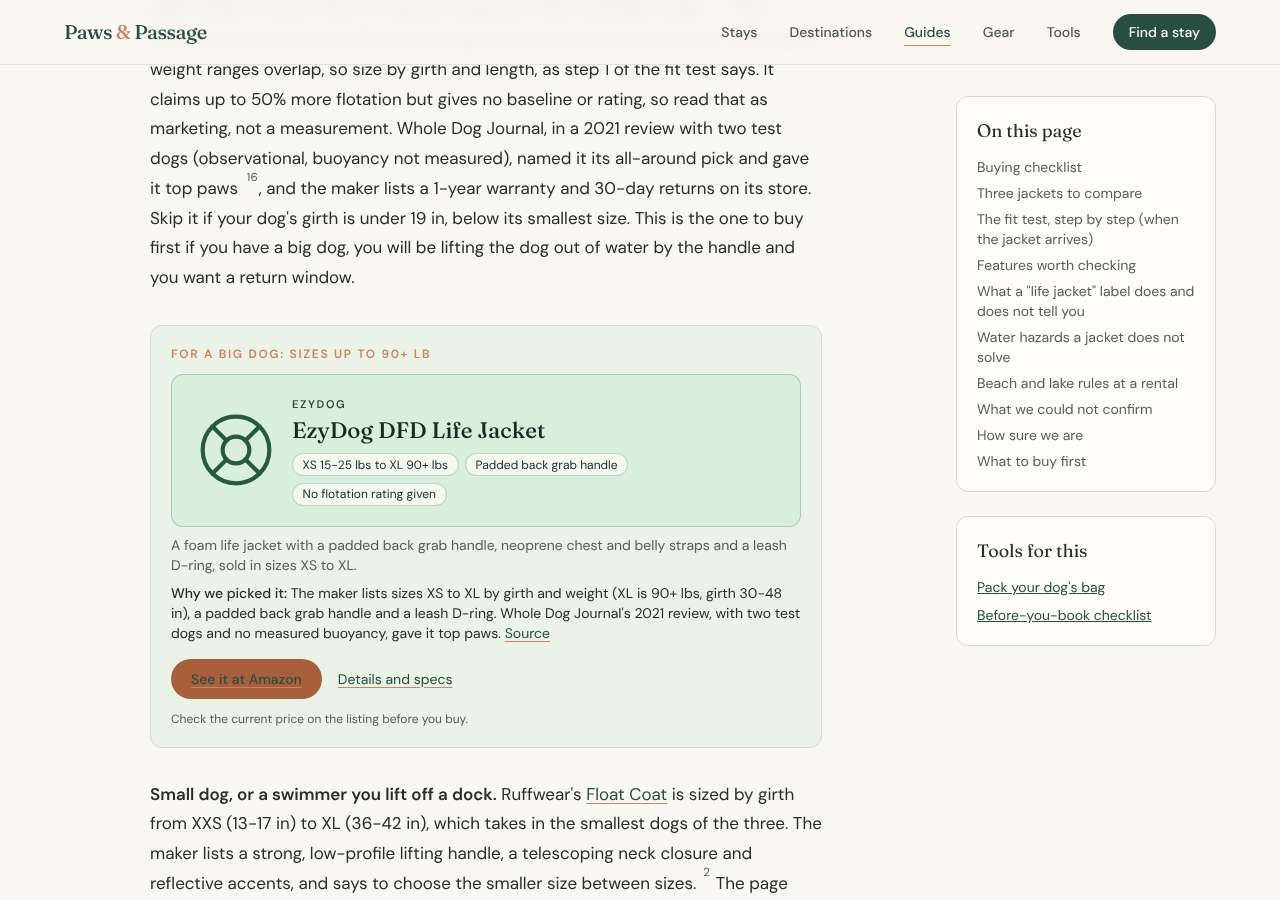 Paws & Passage
Stays
Destinations
Guides
Gear
Tools
Find a stay
weight ranges overlap, so size by girth and length, as step 1 of the fit test says. It
claims up to 50% more flotation but gives no baseline or rating, so read that as
marketing, not a measurement. Whole Dog Journal, in a 2021 review with two test
dogs (observational, buoyancy not measured), named it its all-around pick and gave
it top paws 16, and the maker lists a 1-year warranty and 30-day returns on its store.
Skip it if your dog's girth is under 19 in, below its smallest size. This is the one to buy
first if you have a big dog, you will be lifting the dog out of water by the handle and
you want a return window.
FOR A BIG DOG: SIZES UP TO 90+ LB
EZYDOG
EzyDog DFD Life Jacket
XS 15-25 lbs to XL 90+ lbs
Padded back grab handle
No flotation rating given
A foam life jacket with a padded back grab handle, neoprene chest and belly straps and a leash
D-ring, sold in sizes XS to XL.
Why we picked it: The maker lists sizes XS to XL by girth and weight (XL is 90+ lbs, girth 30-48
in), a padded back grab handle and a leash D-ring. Whole Dog Journal's 2021 review, with two test
dogs and no measured buoyancy, gave it top paws. Source
See it at Amazon
Details and specs
Check the current price on the listing before you buy.
Small dog, or a swimmer you lift off a dock. Ruffwear's Float Coat is sized by girth
from XXS (13-17 in) to XL (36-42 in), which takes in the smallest dogs of the three. The
maker lists a strong, low-profile lifting handle, a telescoping neck closure and
reflective accents, and says to choose the smaller size between sizes. 2 The page
On this page
Buying checklist
Three jackets to compare
The fit test, step by step (when
the jacket arrives)
Features worth checking
What a "life jacket" label does and
does not tell you
Water hazards a jacket does not
solve
Beach and lake rules at a rental
What we could not confirm
How sure we are
What to buy first
Tools for this
Pack your dog's bag
Before-you-book checklist